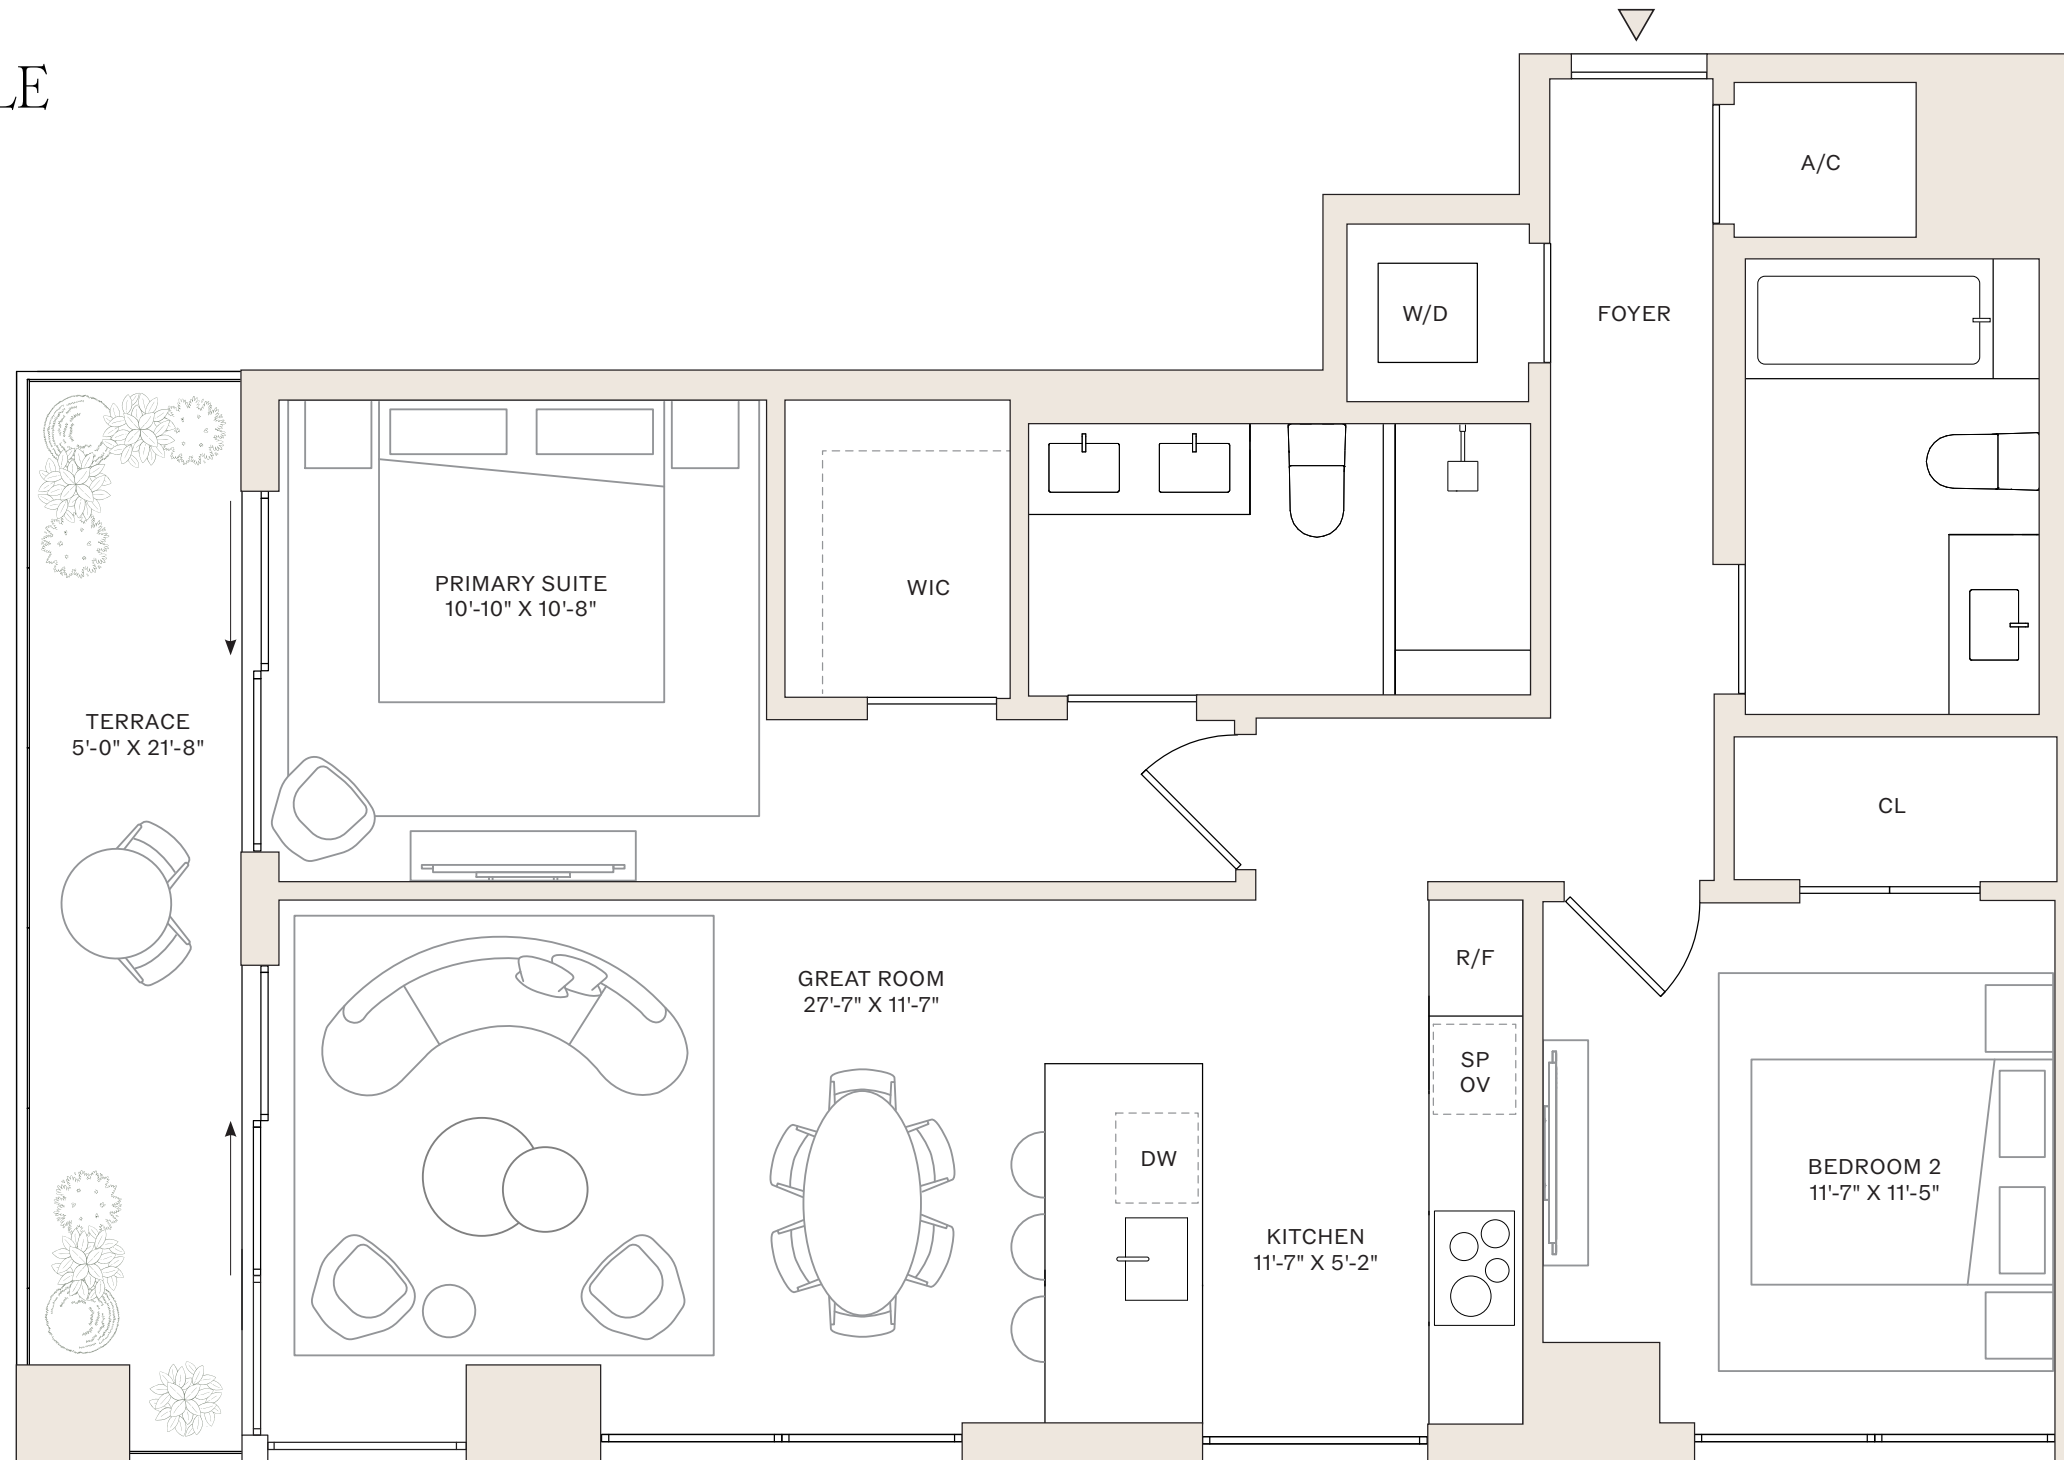 LE
A/C
W/D
FOYER
PRIMARY SUITE
10'-10" X 10'-8"
WIC
TERRACE
5'-0" X 21'-8"
CL
GREAT ROOM
27'-7" X 11'-7"
R/F
SP
OV
DW
BEDROOM 2
11'-7" X 11'-5"
KITCHEN
11'-7" X 5'-2"